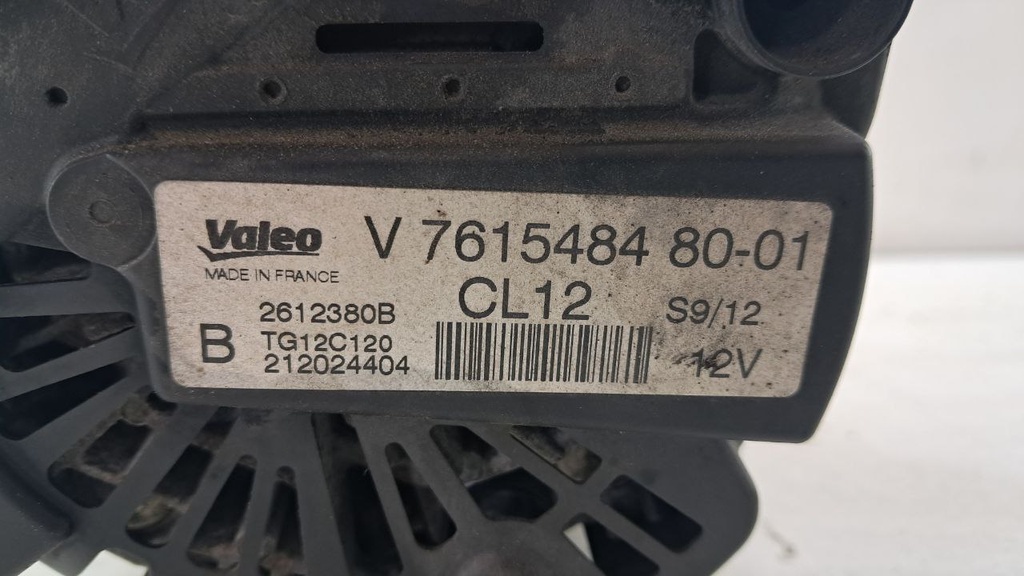 Valeo V 7615484 80-01
MADE IN FRANCE
CL12 S9/12
2612380B
B TG12C120
212024404
12V